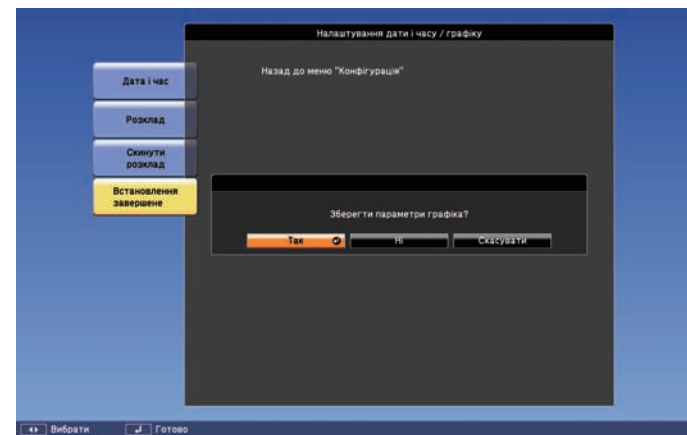 Налаштування дати і часу / графіку
Дата і час
Назад до меню "Конфігурація"
Розклад
Скинути
розклад
Встановлення
завершене
Зберегти параметри графіка?
Так
Ні
Скасувати
Вибрати
Готово